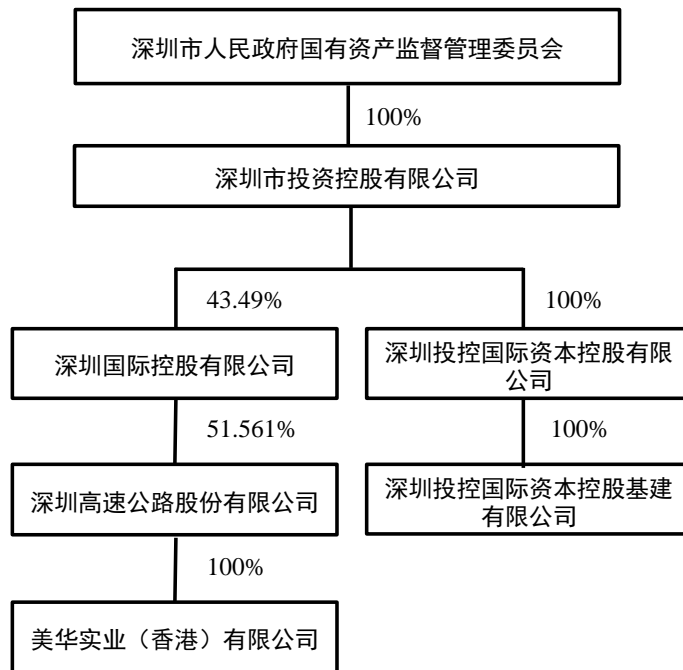 深圳市人民政府国有资产监督管理委员会
100%
深圳市投资控股有限公司
43.49%
100%
深圳国际控股有限公司
深圳投控国际资本控股有限
公司
51.561%
100%
深圳高速公路股份有限公司
深圳投控国际资本控股基建
有限公司
100%
美华实业（香港）有限公司